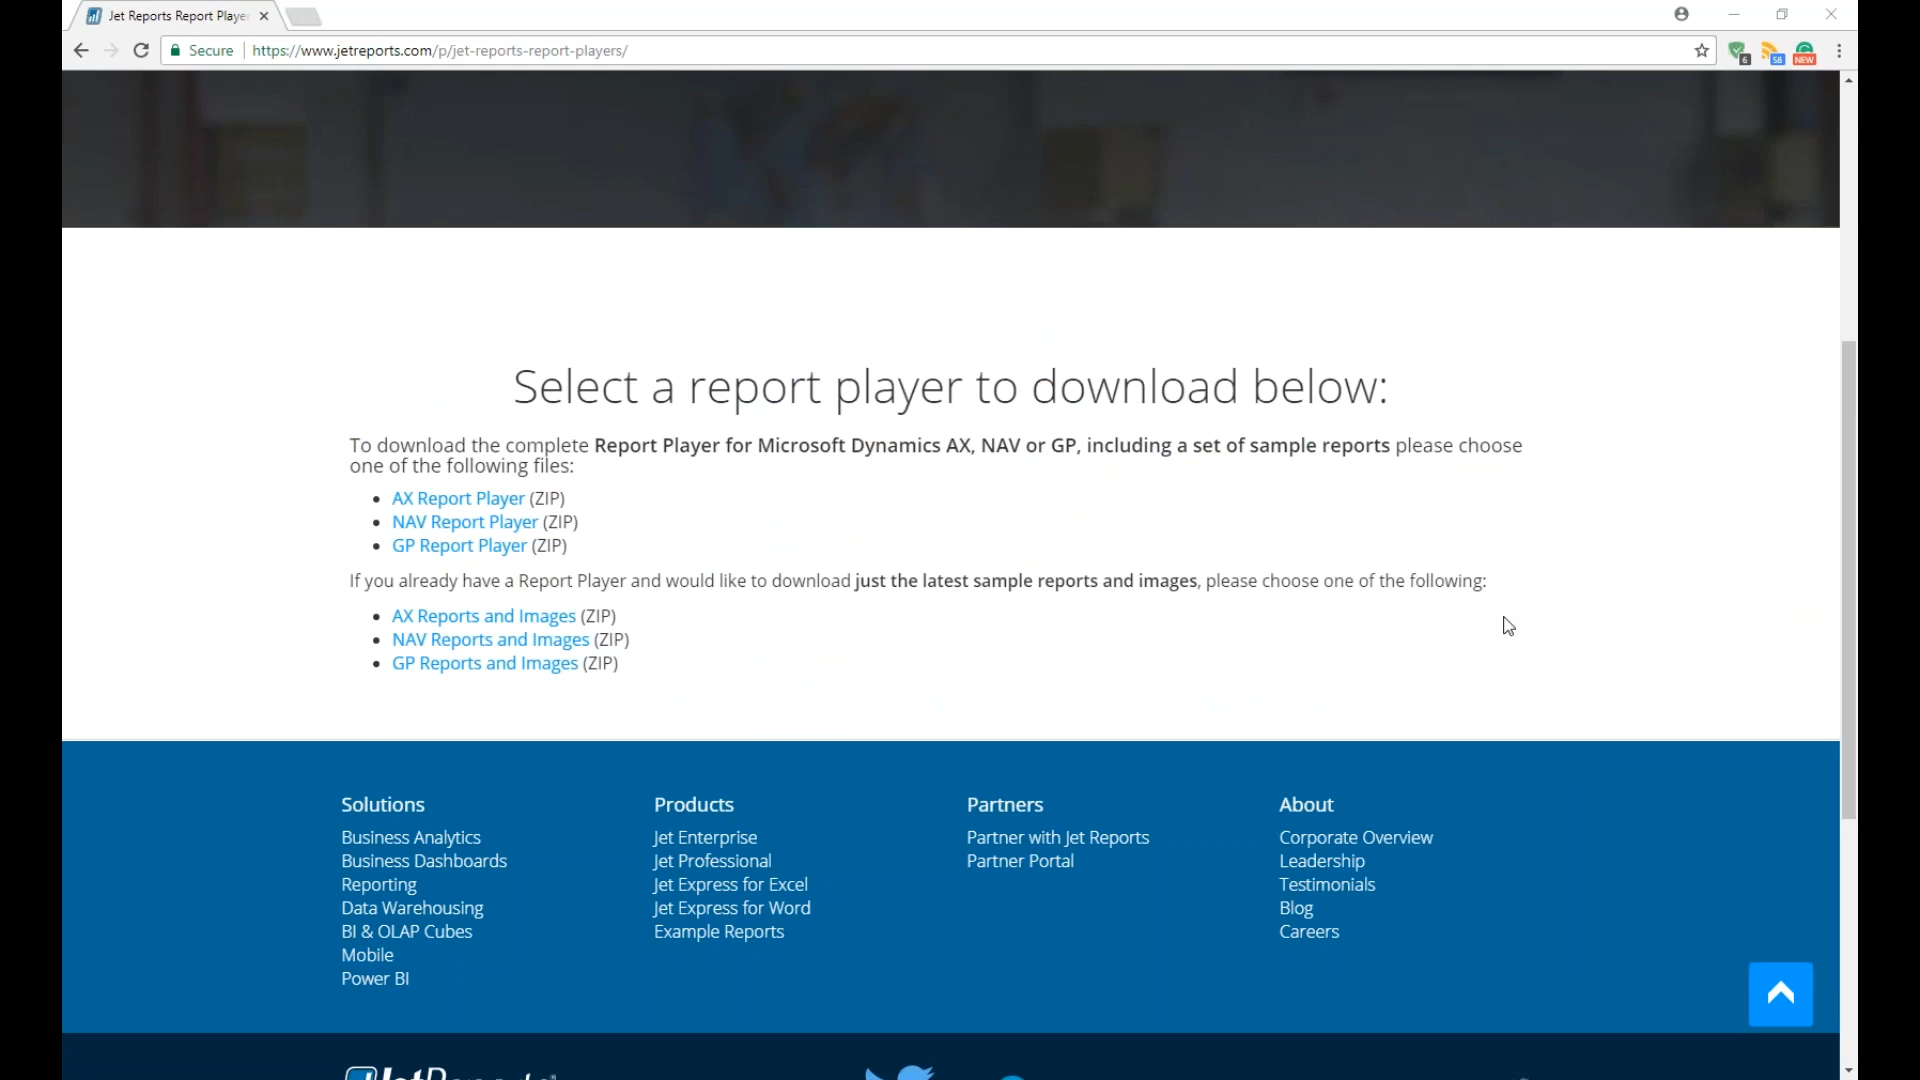 Jet Reports Report Playe
Secure https://www.jetreports.com/p/jet-reports-report-players/
6
58
NEW
Select a report player to download below:
To download the complete Report Player for Microsoft Dynamics AX, NAV or GP, including a set of sample reports please choose
one of the following files:
• AX Report Player (ZIP)
• NAV Report Player (ZIP)
• GP Report Player (ZIP)
If you already have a Report Player and would like to download just the latest sample reports and images, please choose one of the following:
• AX Reports and Images (ZIP)
• NAV Reports and Images (ZIP)
• GP Reports and Images (ZIP)
Solutions
Business Analytics
Business Dashboards
Reporting
Data Warehousing
BI & OLAP Cubes
Mobile
Power BI
Products
Jet Enterprise
Jet Professional
Jet Express for Excel
Jet Express for Word
Example Reports
Partners
Partner with Jet Reports
Partner Portal
About
Corporate Overview
Leadership
Testimonials
Blog
Careers